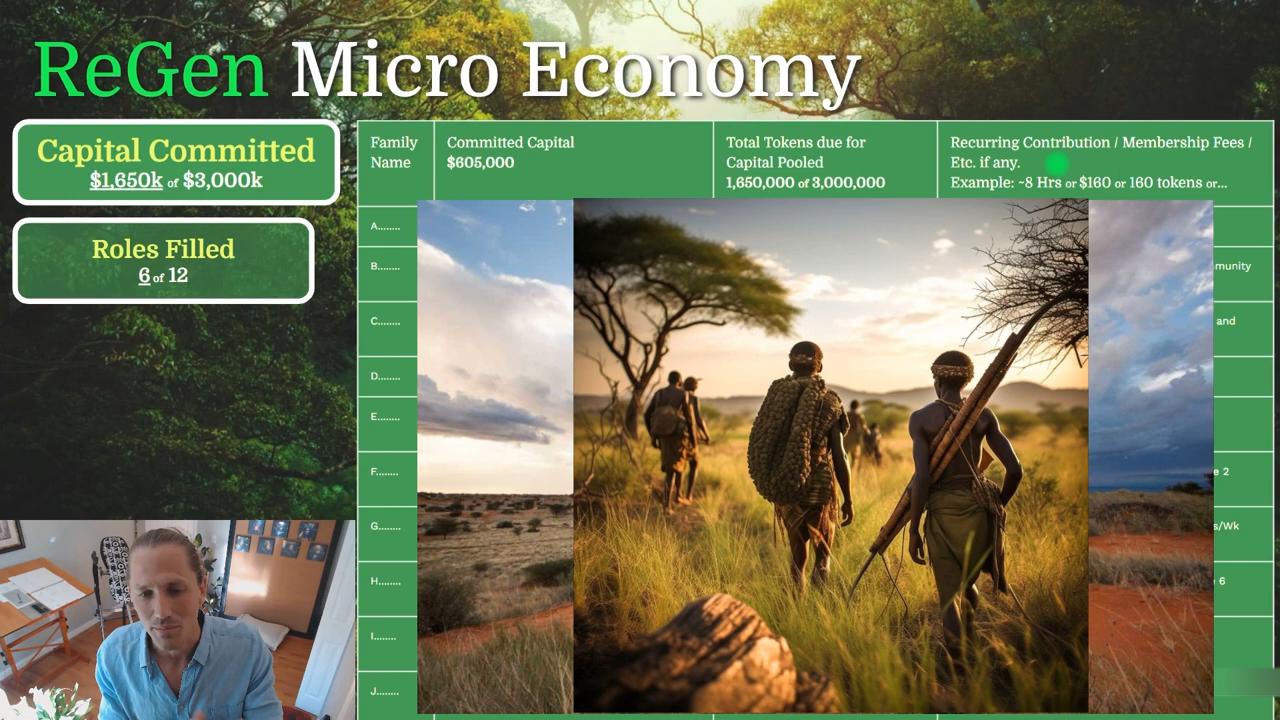 ReGen Micro Economy
Capital Committed
$1,650k of $3,000k
Roles Filled
6 of 12
Family
Name
Committed Capital
$605,000
Total Tokens due for
Capital Pooled
1,650,000 of 3,000,000
Recurring Contribution / Membership Fees /
Etc. if any.
Example: ~8 Hrs or $160 or 160 tokens or...
A........
B........
munity
C........
and
D........
E........
F........
e 2
G........
s/Wk
H........
6
I........
J........